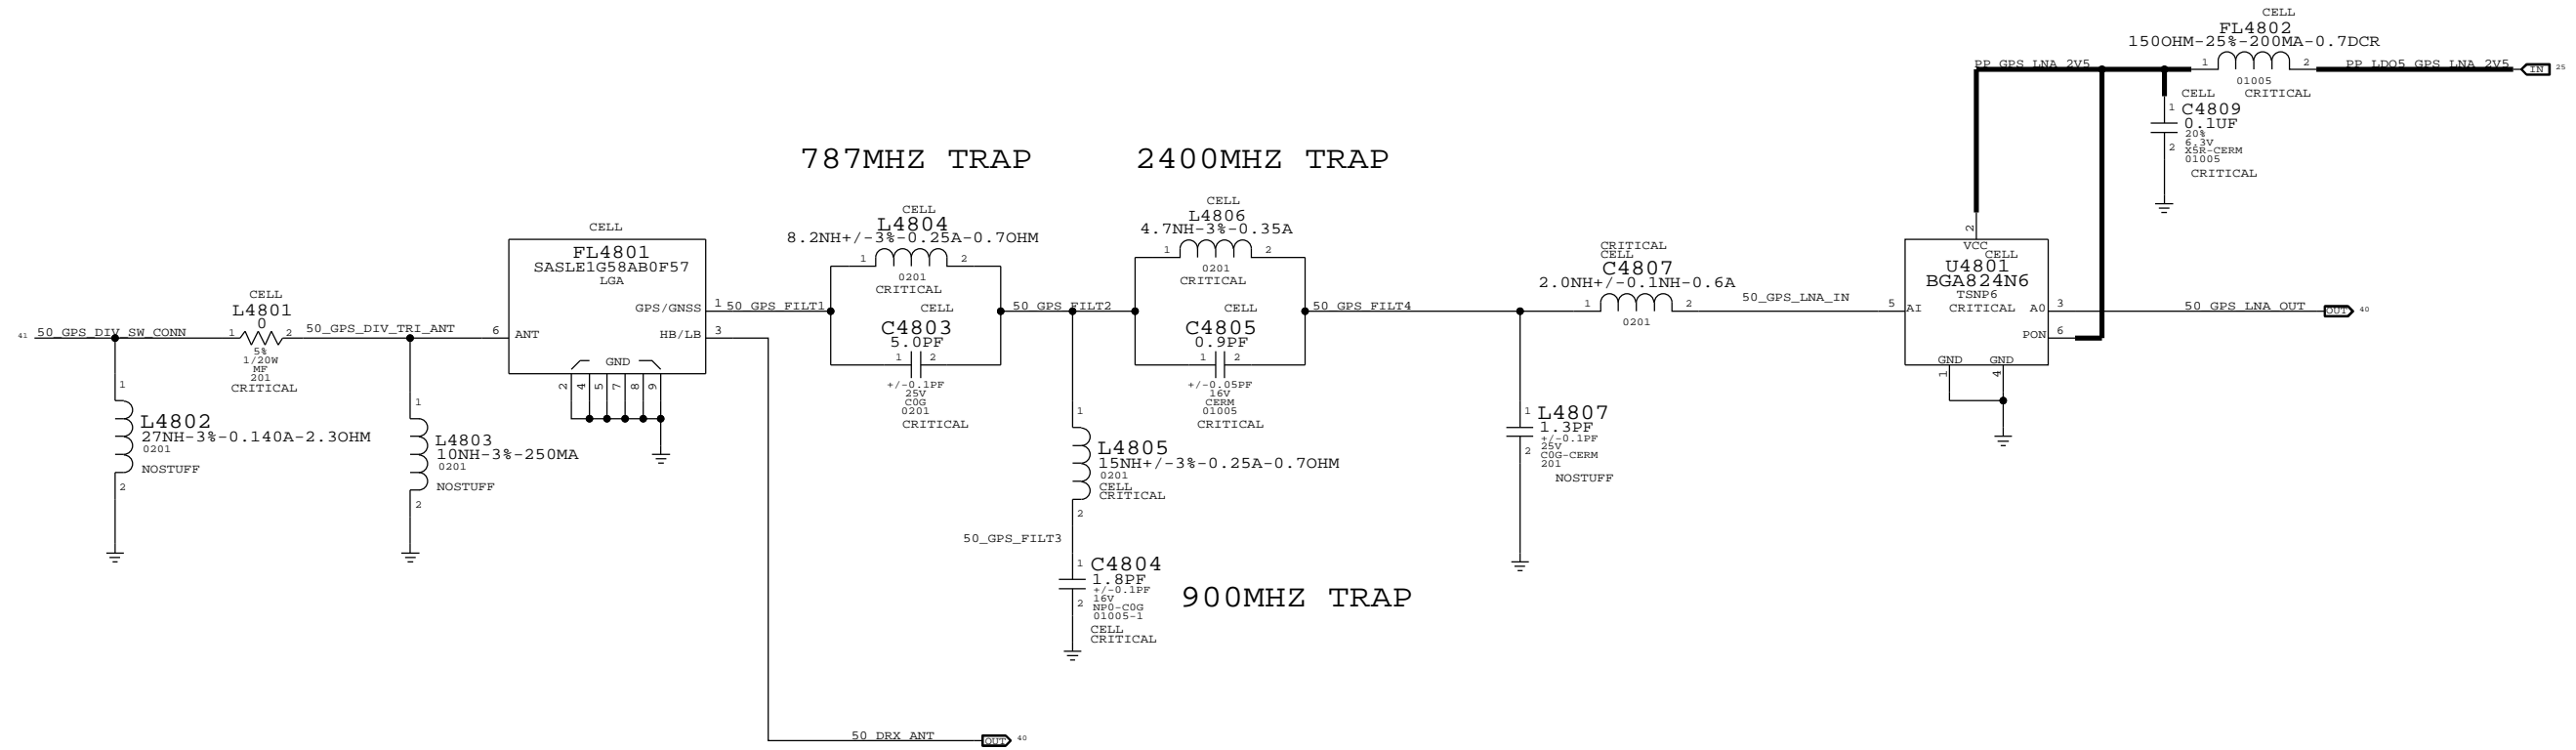 CELL
FL4802
150OHM-25%-200MA-0.7DCR
PP_GPS_LNA_2V5
1
2
PP_LDO5_GPS_LNA_2V5
IN
25
01005
CRITICAL
CELL
1
C4809
0.1UF
20%
6.3V
2
X5R-CERM
01005
CRITICAL
787MHZ TRAP
2400MHZ TRAP
CELL
L4804
8.2NH+/-3%-0.25A-0.7OHM
1
2
0201
CRITICAL
CELL
C4803
5.0PF
1
2
+/-0.1PF
25V
C0G
0201
CRITICAL
CELL
L4806
4.7NH-3%-0.35A
1
2
0201
CRITICAL
CELL
C4805
0.9PF
1
2
+/-0.05PF
16V
CERM
01005
CRITICAL
CELL
FL4801
SASLE1G58AB0F57
LGA
GPS/GNSS
1
50_GPS_FILT1
HB/LB
3
6
ANT
GND
2
4
5
7
8
9
41
50_GPS_DIV_SW_CONN
CELL
L4801
0
1
2
5%
1/20W
MF
201
CRITICAL
50_GPS_DIV_TRI_ANT
1
L4802
27NH-3%-0.140A-2.3OHM
0201
NOSTUFF
2
1
L4803
10NH-3%-250MA
0201
NOSTUFF
2
50_GPS_FILT2
50_GPS_FILT4
1
L4805
15NH+/-3%-0.25A-0.7OHM
0201
CELL
CRITICAL
2
50_GPS_FILT3
1
C4804
1.8PF
+/-0.1PF
16V
2
NP0-C0G
01005-1
CELL
CRITICAL
900MHZ TRAP
CRITICAL
CELL
C4807
2.0NH+/-0.1NH-0.6A
1
2
0201
50_GPS_LNA_IN
1
L4807
1.3PF
+/-0.1PF
25V
2
C0G-CERM
201
NOSTUFF
2
VCC
CELL
U4801
BGA824N6
TSNP6
5
AI
CRITICAL
A0
3
50_GPS_LNA_OUT
OUT
40
PON
6
GND
GND
1
4
50_DRX_ANT
OUT
40